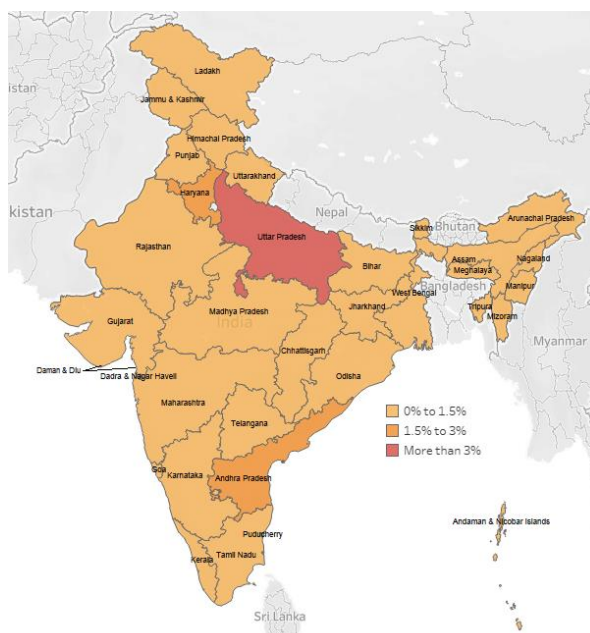 Ladakh
istan
Jammu & Kashmir
Himachal Pradesh
Punjab
Uttarakhand
Haryana
kistan
Nepal
Sikkim
Bhutan
Arunachal Pradesh
Uttar Pradesh
Rajasthan
Assam
Nagaland
Bihar
Meghalaya
Manipur
Bangladesh
West Bengal
Jharkhand
Tripura
Mizoram
Gujarat
Madhya Pradesh
India
Myanmar
Chhattisgarh
Daman & Diu
Dadra & Nagar Haveli
Odisha
Maharashtra
0% to 1.5%
Telangana
1.5% to 3%
More than 3%
Goa
Karnataka
Andhra Pradesh
Andaman & Nicobar Islands
Puducherry
Kerala
Tamil Nadu
Sri Lanka